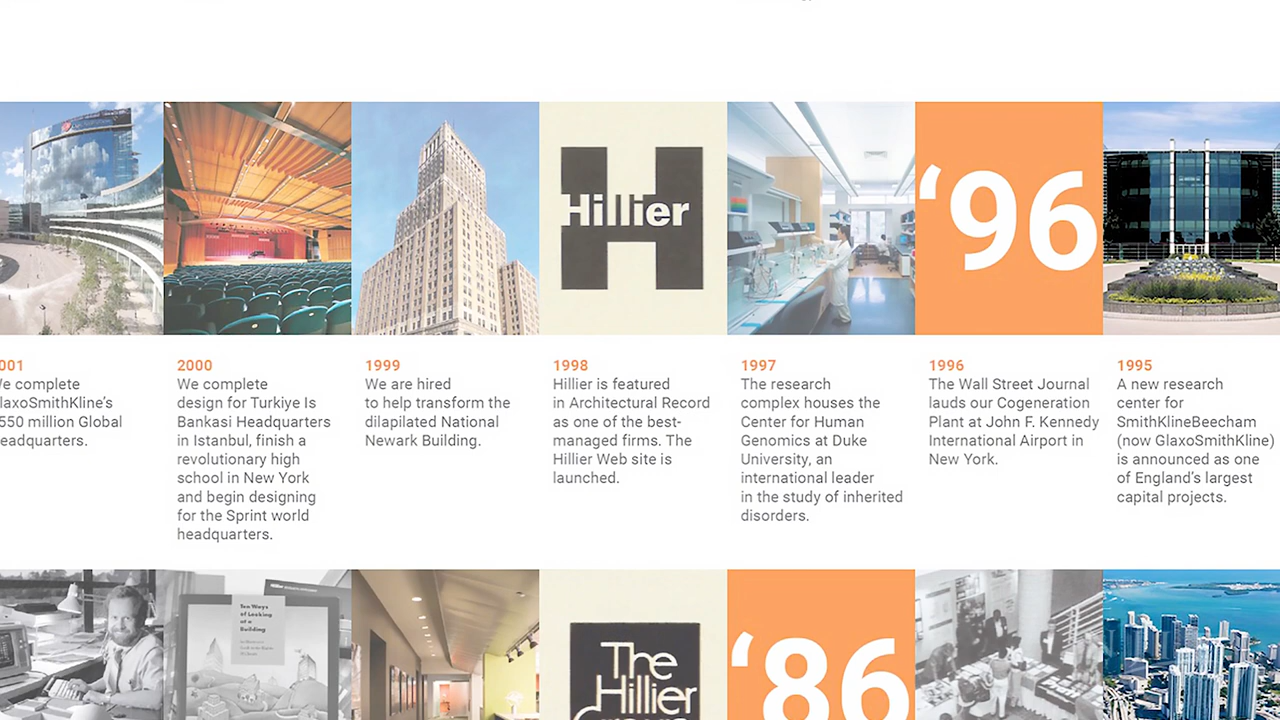 ‘96
Hillier
001
We complete
laxoSmithKline’s
550 million Global
eadquarters.
2000
We complete
design for Turkiye Is
Bankasi Headquarters
in Istanbul, finish a
revolutionary high
school in New York
and begin designing
for the Sprint world
headquarters.
1999
We are hired
to help transform the
dilapilated National
Newark Building.
1998
Hillier is featured
in Architectural Record
as one of the best-
managed firms. The
Hillier Web site is
launched.
1997
The research
complex houses the
Center for Human
Genomics at Duke
University, an
international leader
in the study of inherited
disorders.
1996
The Wall Street Journal
lauds our Cogeneration
Plant at John F. Kennedy
International Airport in
New York.
1995
A new research
center for
SmithKlineBeecham
(now GlaxoSmithKline)
is announced as one
of England’s largest
capital projects.
Ten Ways
of Looking
at a
Building
The
Hillier
‘86